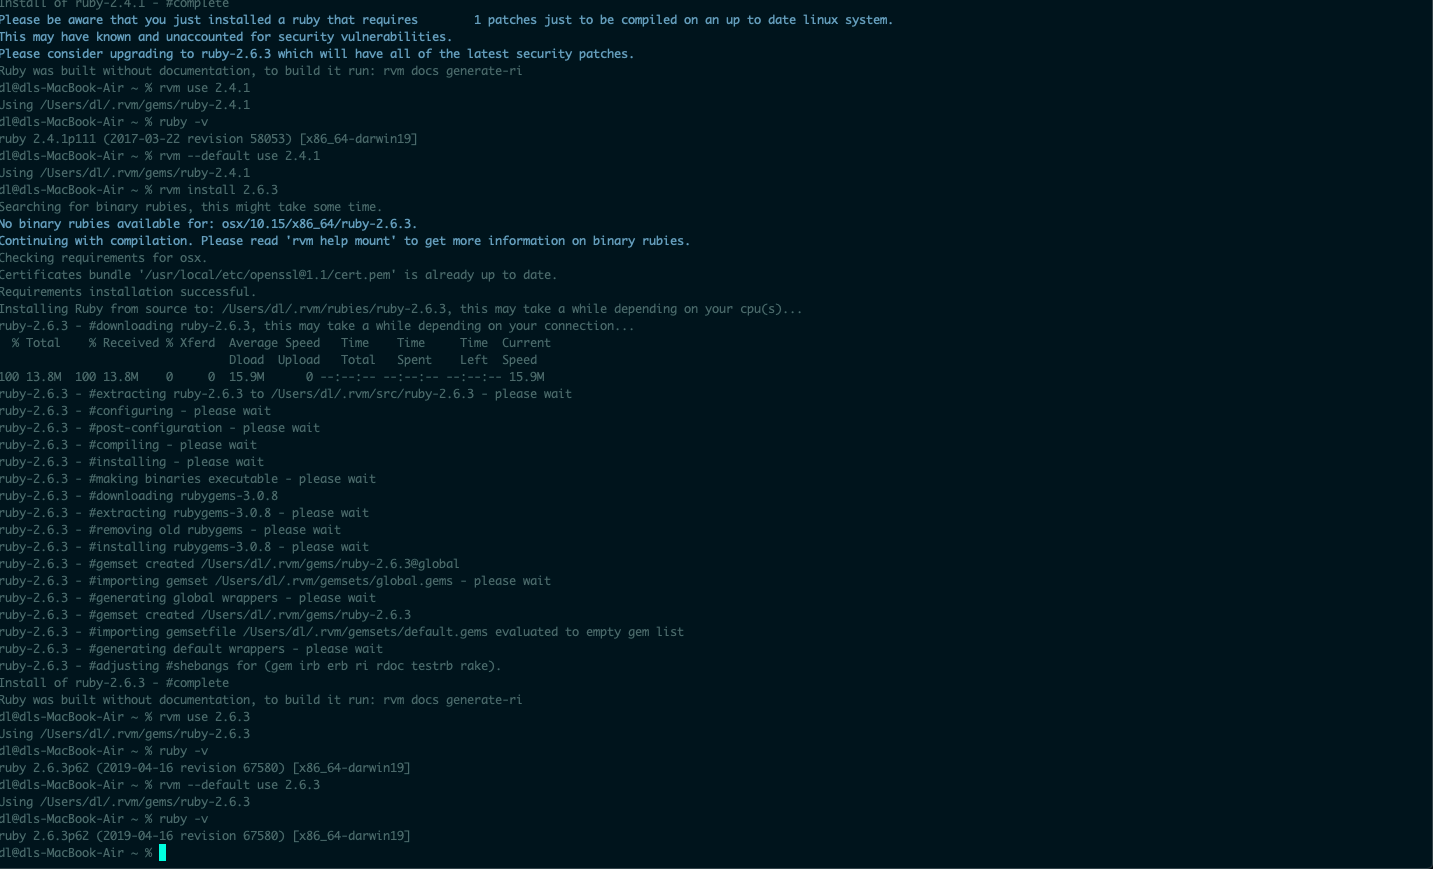 Install of ruby-2.4.1 - #complete
Please be aware that you just installed a ruby that requires        1 patches just to be compiled on an up to date linux system.
This may have known and unaccounted for security vulnerabilities.
Please consider upgrading to ruby-2.6.3 which will have all of the latest security patches.
Ruby was built without documentation, to build it run: rvm docs generate-ri
dl@dls-MacBook-Air ~ % rvm use 2.4.1
Using /Users/dl/.rvm/gems/ruby-2.4.1
dl@dls-MacBook-Air ~ % ruby -v
ruby 2.4.1p111 (2017-03-22 revision 58053) [x86_64-darwin19]
dl@dls-MacBook-Air ~ % rvm --default use 2.4.1
Using /Users/dl/.rvm/gems/ruby-2.4.1
dl@dls-MacBook-Air ~ % rvm install 2.6.3
Searching for binary rubies, this might take some time.
No binary rubies available for: osx/10.15/x86_64/ruby-2.6.3.
Continuing with compilation. Please read 'rvm help mount' to get more information on binary rubies.
Checking requirements for osx.
Certificates bundle '/usr/local/etc/openssl@1.1/cert.pem' is already up to date.
Requirements installation successful.
Installing Ruby from source to: /Users/dl/.rvm/rubies/ruby-2.6.3, this may take a while depending on your cpu(s)...
ruby-2.6.3 - #downloading ruby-2.6.3, this may take a while depending on your connection...
  % Total    % Received % Xferd  Average Speed   Time    Time     Time  Current
                                 Dload  Upload   Total   Spent    Left  Speed
100 13.8M  100 13.8M    0     0  15.9M      0 --:--:-- --:--:-- --:--:-- 15.9M
ruby-2.6.3 - #extracting ruby-2.6.3 to /Users/dl/.rvm/src/ruby-2.6.3 - please wait
ruby-2.6.3 - #configuring - please wait
ruby-2.6.3 - #post-configuration - please wait
ruby-2.6.3 - #compiling - please wait
ruby-2.6.3 - #installing - please wait
ruby-2.6.3 - #making binaries executable - please wait
ruby-2.6.3 - #downloading rubygems-3.0.8
ruby-2.6.3 - #extracting rubygems-3.0.8 - please wait
ruby-2.6.3 - #removing old rubygems - please wait
ruby-2.6.3 - #installing rubygems-3.0.8 - please wait
ruby-2.6.3 - #gemset created /Users/dl/.rvm/gems/ruby-2.6.3@global
ruby-2.6.3 - #importing gemset /Users/dl/.rvm/gemsets/global.gems - please wait
ruby-2.6.3 - #generating global wrappers - please wait
ruby-2.6.3 - #gemset created /Users/dl/.rvm/gems/ruby-2.6.3
ruby-2.6.3 - #importing gemsetfile /Users/dl/.rvm/gemsets/default.gems evaluated to empty gem list
ruby-2.6.3 - #generating default wrappers - please wait
ruby-2.6.3 - #adjusting #shebangs for (gem irb erb ri rdoc testrb rake).
Install of ruby-2.6.3 - #complete
Ruby was built without documentation, to build it run: rvm docs generate-ri
dl@dls-MacBook-Air ~ % rvm use 2.6.3
Using /Users/dl/.rvm/gems/ruby-2.6.3
dl@dls-MacBook-Air ~ % ruby -v
ruby 2.6.3p62 (2019-04-16 revision 67580) [x86_64-darwin19]
dl@dls-MacBook-Air ~ % rvm --default use 2.6.3
Using /Users/dl/.rvm/gems/ruby-2.6.3
dl@dls-MacBook-Air ~ % ruby -v
ruby 2.6.3p62 (2019-04-16 revision 67580) [x86_64-darwin19]
dl@dls-MacBook-Air ~ %